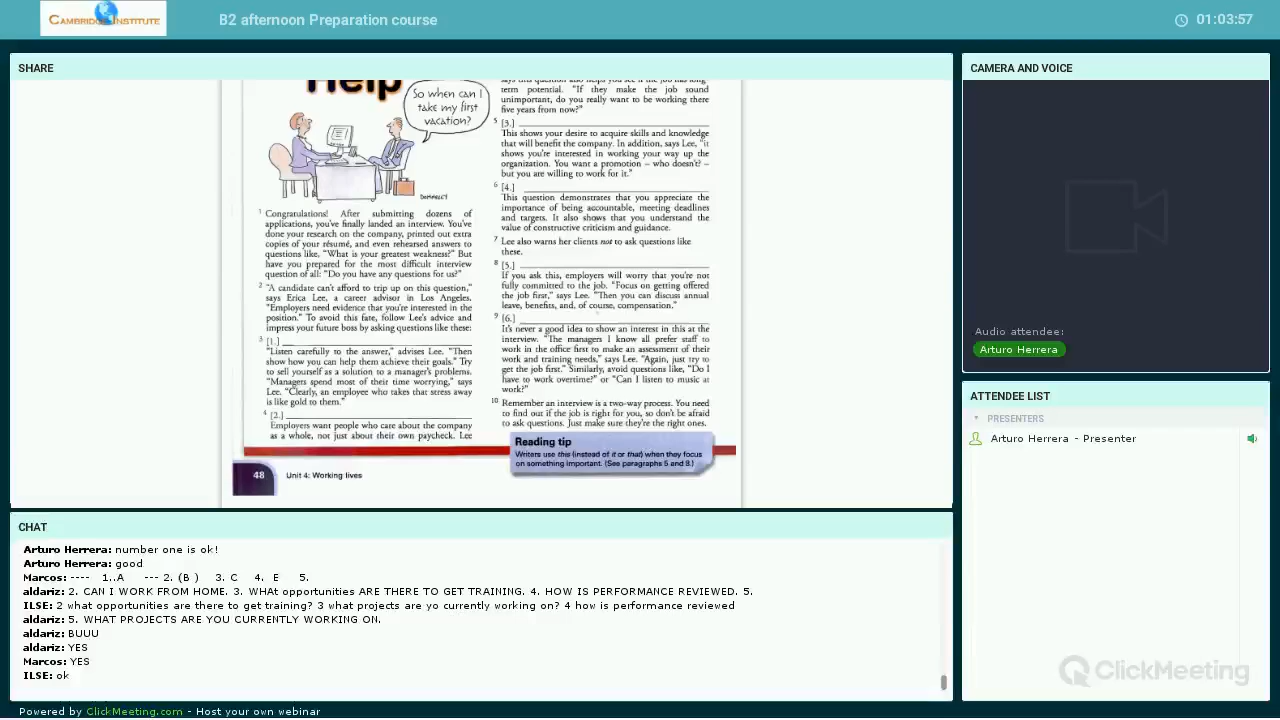 CAMBRIDGE INSTITUTE
B2 afternoon Preparation course
01:03:57
SHARE
Help
So when can I
take my first
vacation?
1 Congratulations! After submitting dozens of
applications, you've finally landed an interview. You've
done your research on the company, printed out extra
copies of your résumé, and even rehearsed answers to
questions like, "What is your greatest weakness?" But
have you prepared for the most difficult interview
question of all: "Do you have any questions for us?"
2 "A candidate can't afford to trip up on this question,"
says Erica Lee, a career advisor in Los Angeles.
"Employers need evidence that you're interested in the
position." To avoid this fate, follow Lee's advice and
impress your future boss by asking questions like these:
3 [1.]
"Listen carefully to the answer," advises Lee. "Then
show how you can help them achieve their goals." Try
to sell yourself as a solution to a manager's problems.
"Managers spend most of their time worrying," says
Lee. "Clearly, an employee who takes that stress away
is like gold to them."
4 [2.]
Employers want people who care about the company
as a whole, not just about their own paycheck. Lee
says this question also helps you see if the job has long-
term potential. "If they make the job sound
unimportant, do you really want to be working there
five years from now?"
5 [3.]
This shows your desire to acquire skills and knowledge
that will benefit the company. In addition, says Lee, "it
shows you're interested in working your way up the
organization. You want a promotion – who doesn't? –
but you are willing to work for it."
6 [4.]
This question demonstrates that you appreciate the
importance of being accountable, meeting deadlines
and targets. It also shows that you understand the
value of constructive criticism and guidance.
7 Lee also warns her clients not to ask questions like
these.
8 [5.]
If you ask this, employers will worry that you're not
fully committed to the job. "Focus on getting offered
the job first," says Lee. "Then you can discuss annual
leave, benefits, and, of course, compensation."
9 [6.]
It's never a good idea to show an interest in this at the
interview. "The managers I know all prefer staff to
work in the office first to make an assessment of their
work and training needs," says Lee. "Again, just try to
get the job first." Similarly, avoid questions like, "Do I
have to work overtime?" or "Can I listen to music at
work?"
10 Remember an interview is a two-way process. You need
to find out if the job is right for you, so don't be afraid
to ask questions. Just make sure they're the right ones.
Reading tip
Writers use this (instead of it or that) when they focus
on something important. (See paragraphs 5 and 8.)
48 Unit 4: Working lives
CAMERA AND VOICE
Audio attendee:
Arturo Herrera
ATTENDEE LIST
PRESENTERS
Arturo Herrera - Presenter
CHAT
Arturo Herrera: number one is ok!
Arturo Herrera: good
Marcos: ---- 1..A --- 2. (B ) 3. C 4. E 5.
aldariz: 2. CAN I WORK FROM HOME. 3. WHAt opportunities ARE THERE TO GET TRAINING. 4. HOW IS PERFORMANCE REVIEWED. 5.
ILSE: 2 what opportunities are there to get training? 3 what projects are yo currently working on? 4 how is performance reviewed
aldariz: 5. WHAT PROJECTS ARE YOU CURRENTLY WORKING ON.
aldariz: BUUU
aldariz: YES
Marcos: YES
ILSE: ok
ClickMeeting
Powered by ClickMeeting.com - Host your own webinar